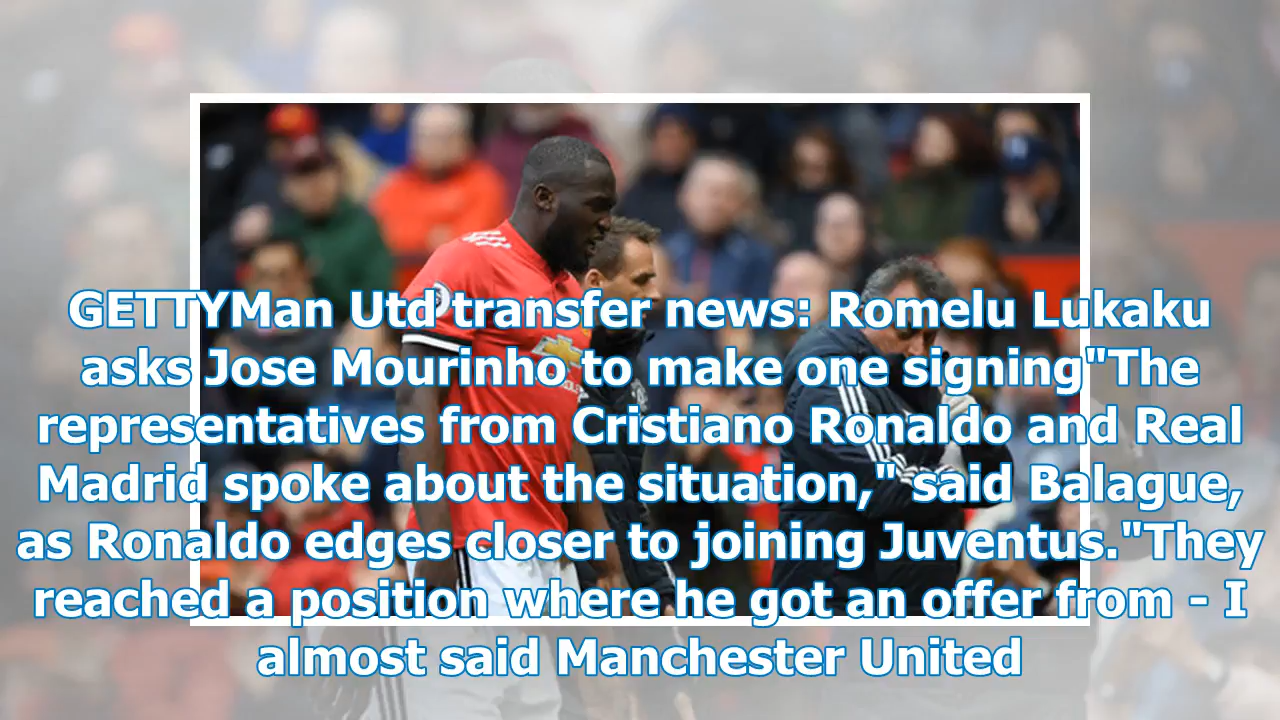 GETTYMan Utd transfer news: Romelu Lukaku
asks Jose Mourinho to make one signing"The
representatives from Cristiano Ronaldo and Real
Madrid spoke about the situation," said Balague,
as Ronaldo edges closer to joining Juventus."They
reached a position where he got an offer from - I
almost said Manchester United